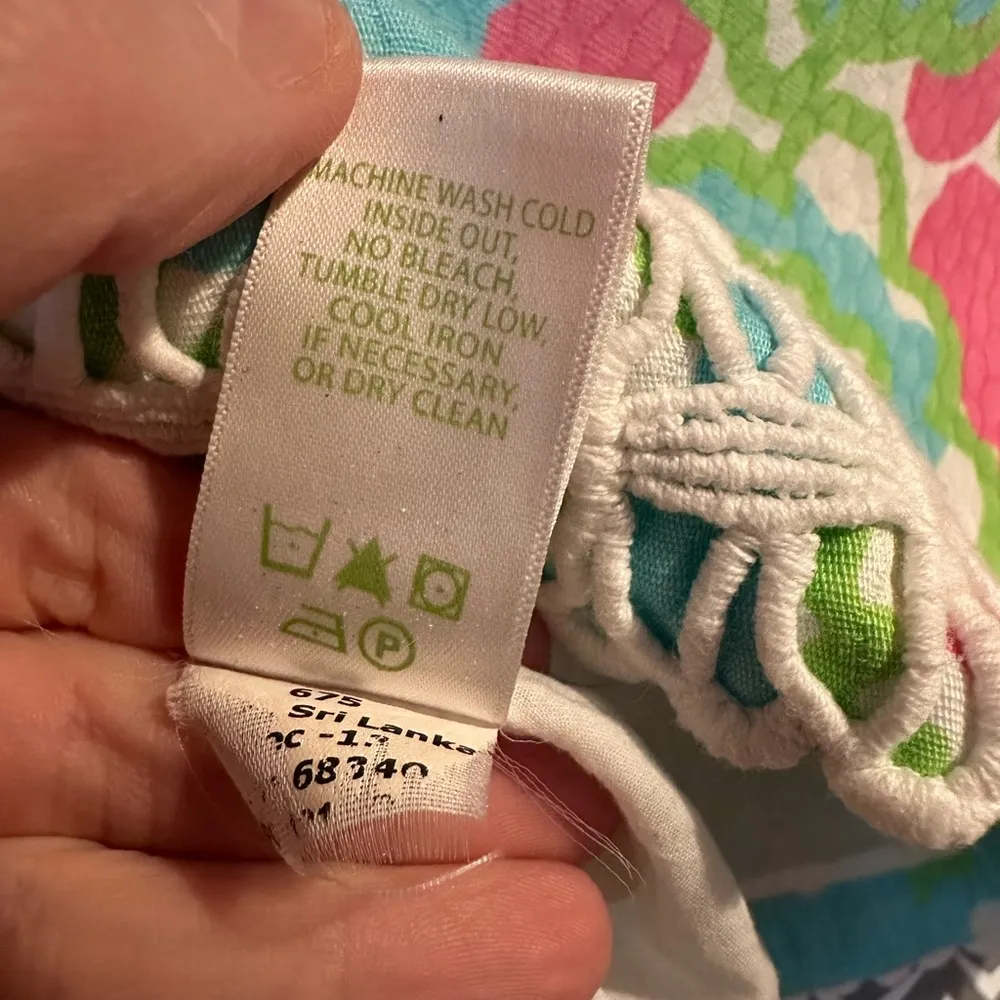 MACHINE WASH COLD
INSIDE OUT,
NO BLEACH,
TUMBLE DRY LOW,
COOL IRON
IF NECESSARY,
OR DRY CLEAN
P
675
Sri Lanka
68340